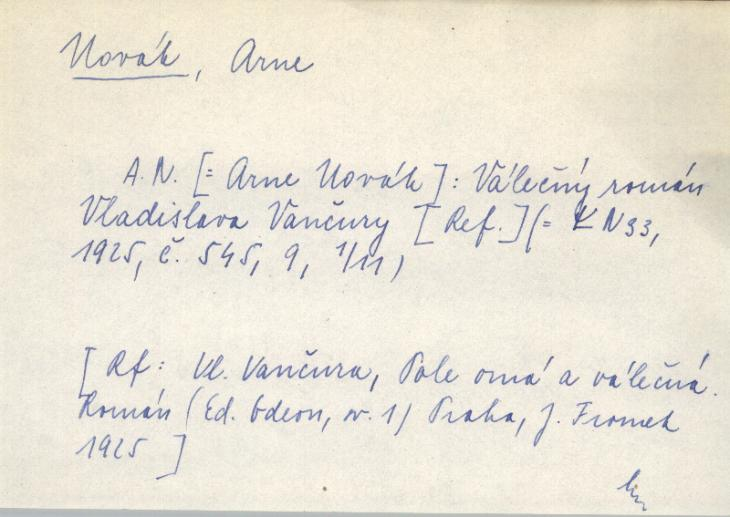 Novák, Arne
A. N. [= Arne Novák]: Válečný román
Vladislava Vančury [Ref.] (= LN 33,
1925, č. 545, 9, 1/11)
[Rf: Vl. Vančura, Pole orná a válečná.
Román (Ed. Odeon, sv. 1) Praha, J. Fromek
1925]